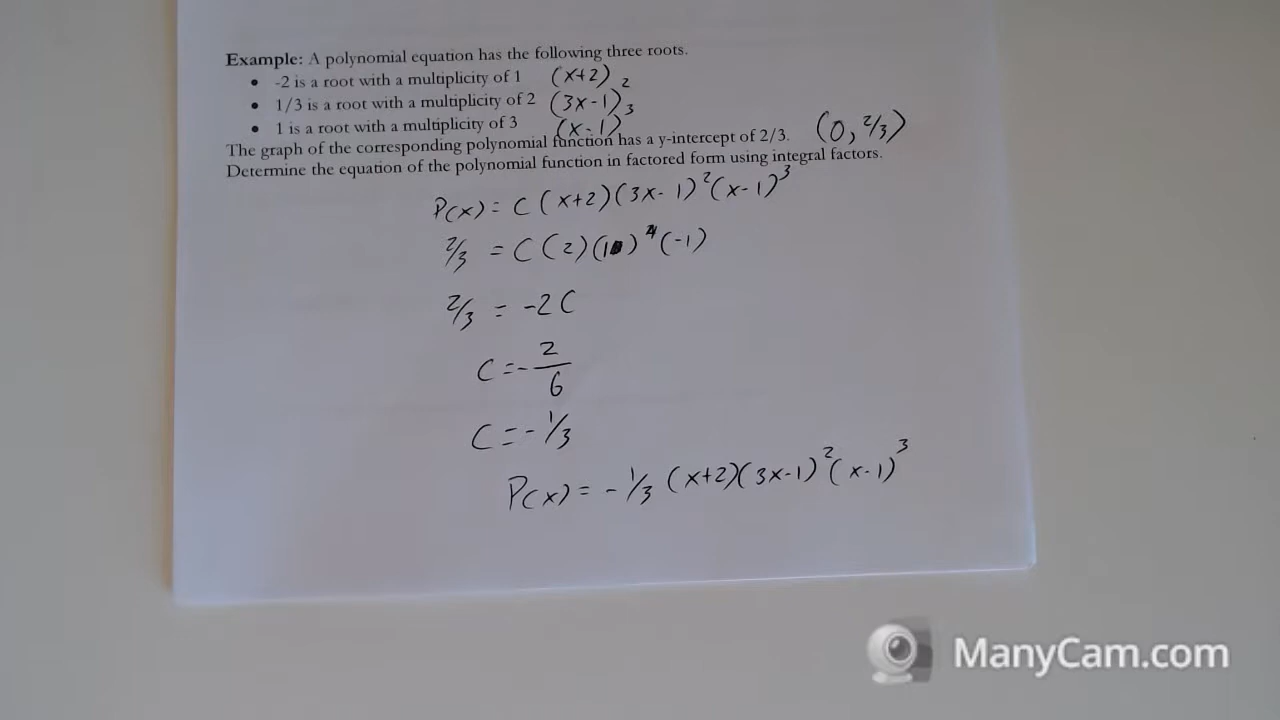 Example: A polynomial equation has the following three roots.
• -2 is a root with a multiplicity of 1 (x+2)
• 1/3 is a root with a multiplicity of 2 (3x-1)²
• 1 is a root with a multiplicity of 3 (x-1)³
The graph of the corresponding polynomial function has a y-intercept of 2/3. (0, 2/3)
Determine the equation of the polynomial function in factored form using integral factors.
P(x) = C (x+2)(3x-1)²(x-1)³
2/3 = C (2)(1) (-1)
2/3 = -2C
C = - 2/6
C = - 1/3
P(x) = - 1/3 (x+2)(3x-1)²(x-1)³
ManyCam.com